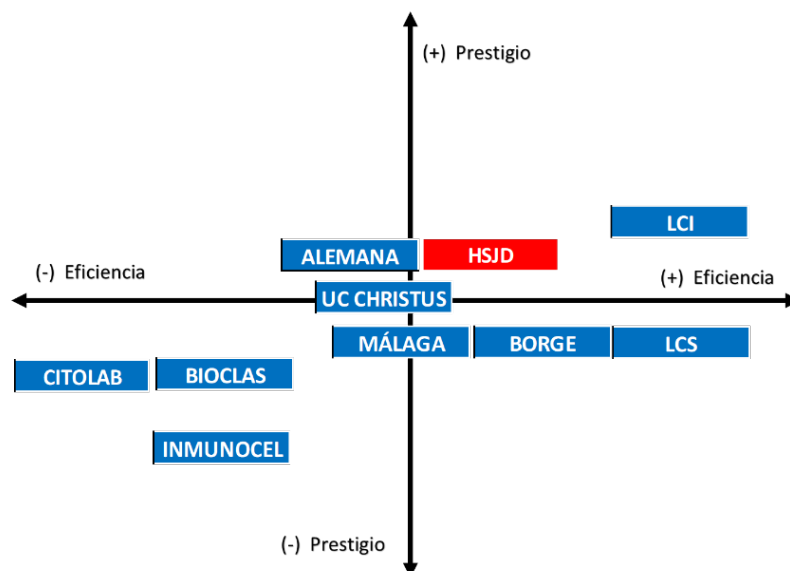 (+) Prestigio
LCI
ALEMANA
HSJD
(-) Eficiencia
(+) Eficiencia
UC CHRISTUS
MÁLAGA
BORGE
LCS
CITOLAB
BIOCLAS
INMUNOCEL
(-) Prestigio